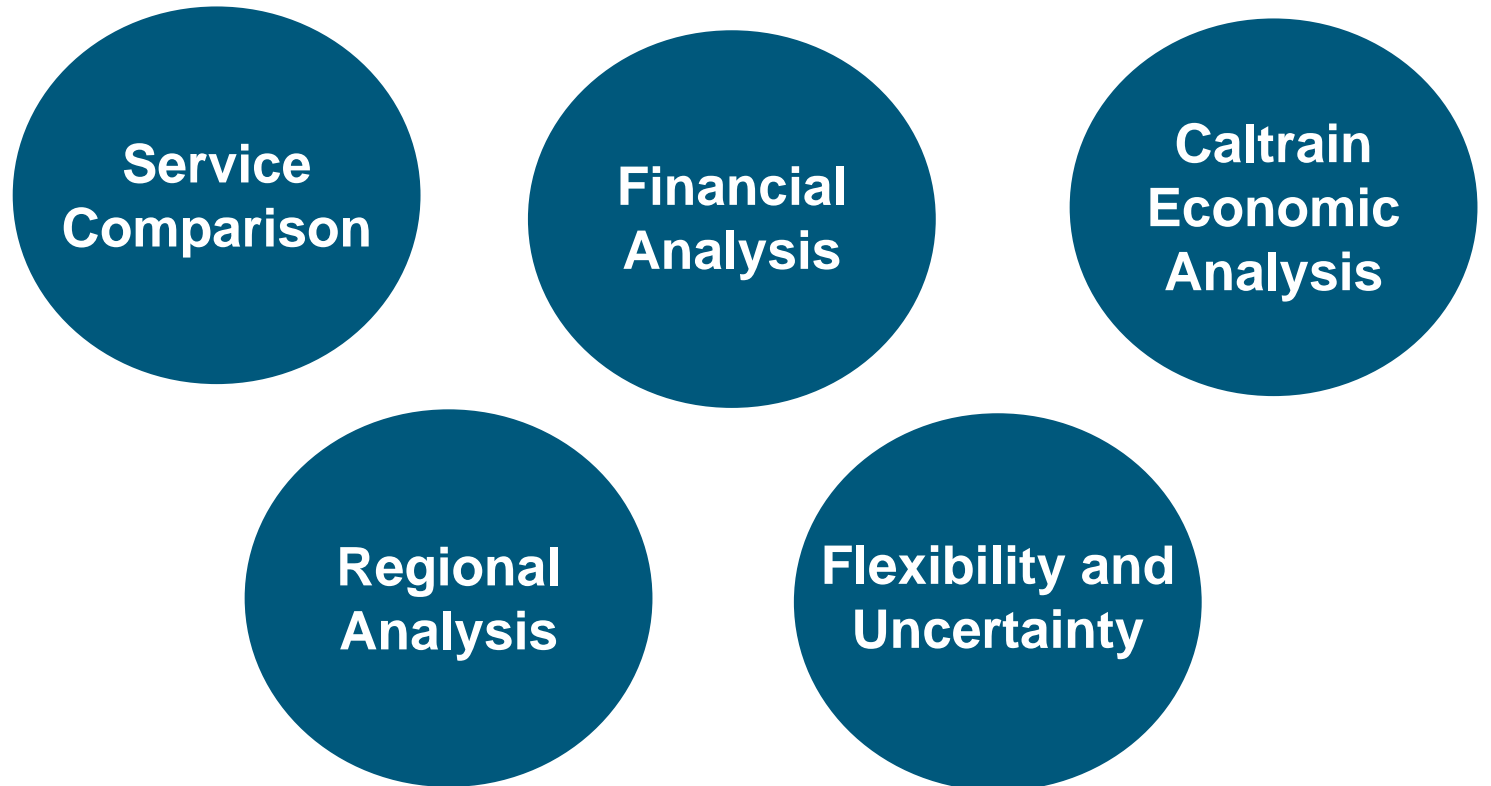 Service
Comparison
Financial
Analysis
Caltrain
Economic
Analysis
Regional
Analysis
Flexibility and
Uncertainty